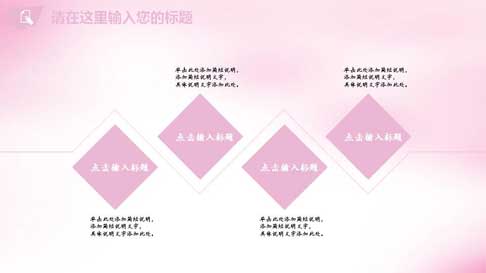 请在这里输入您的标题
单击此处添加简短说明，
添加简短说明文字，
具体说明文字添加此处。
单击此处添加简短说明，
添加简短说明文字，
具体说明文字添加此处。
点击输入标题
点击输入标题
点击输入标题
点击输入标题
单击此处添加简短说明，
添加简短说明文字，
具体说明文字添加此处。
单击此处添加简短说明，
添加简短说明文字，
具体说明文字添加此处。